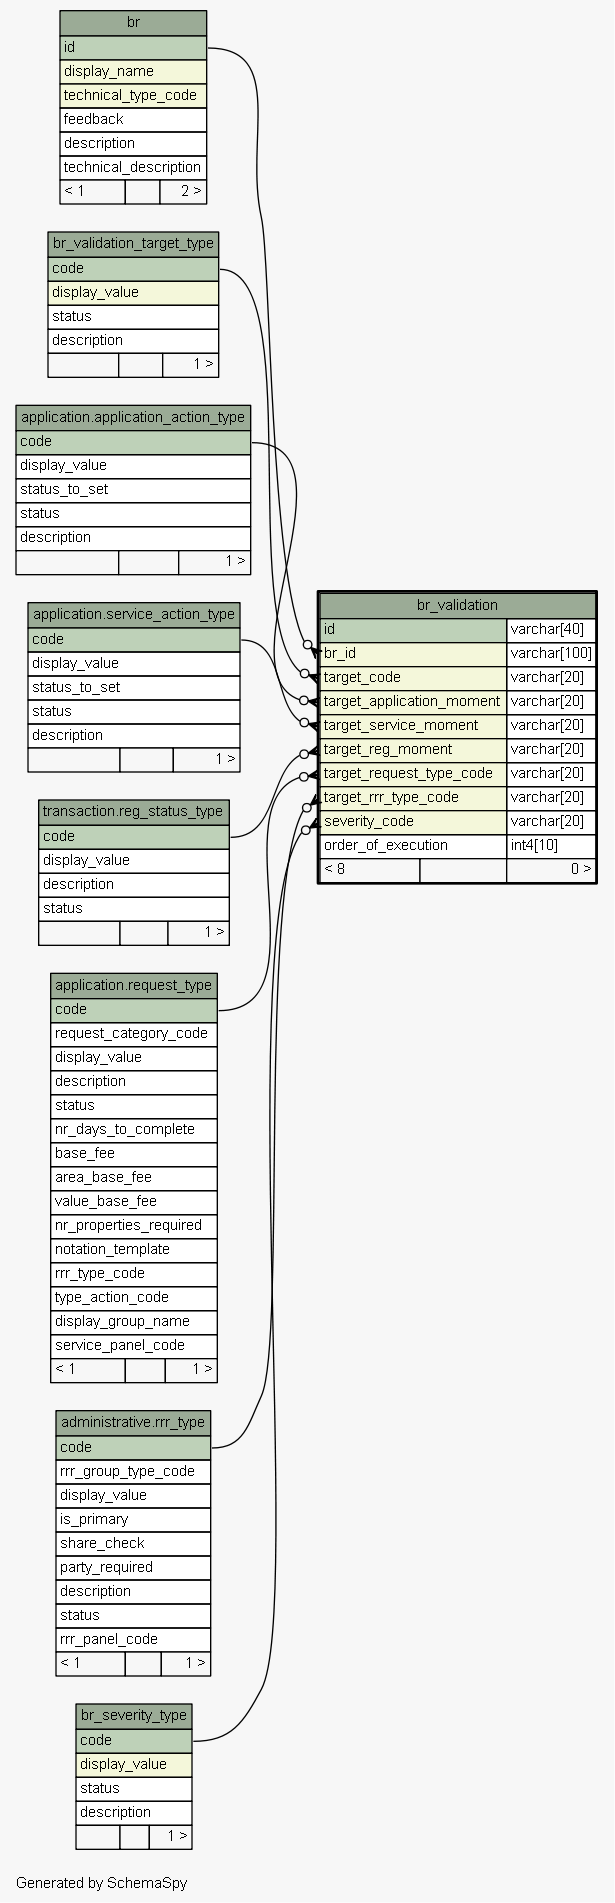 br
id
display_name
technical_type_code
feedback
description
technical_description
< 1 2 >
br_validation_target_type
code
display_value
status
description
1 >
application.application_action_type
code
display_value
status_to_set
status
description
1 >
application.service_action_type
code
display_value
status_to_set
status
description
1 >
transaction.reg_status_type
code
display_value
description
status
1 >
application.request_type
code
request_category_code
display_value
description
status
nr_days_to_complete
base_fee
area_base_fee
value_base_fee
nr_properties_required
notation_template
rrr_type_code
type_action_code
display_group_name
service_panel_code
< 1 1 >
administrative.rrr_type
code
rrr_group_type_code
display_value
is_primary
share_check
party_required
description
status
rrr_panel_code
< 1 1 >
br_severity_type
code
display_value
status
description
1 >
br_validation
id varchar[40]
br_id varchar[100]
target_code varchar[20]
target_application_moment varchar[20]
target_service_moment varchar[20]
target_reg_moment varchar[20]
target_request_type_code varchar[20]
target_rrr_type_code varchar[20]
severity_code varchar[20]
order_of_execution int4[10]
< 8 0 >
Generated by SchemaSpy